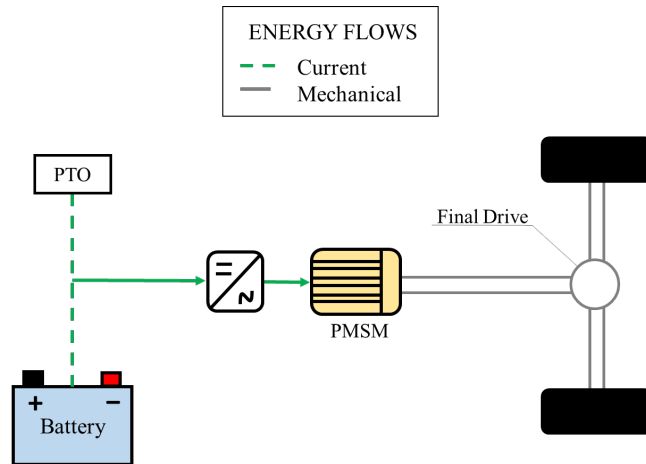 ENERGY FLOWS
Current
Mechanical
PTO
Final Drive
PMSM
+ −
Battery